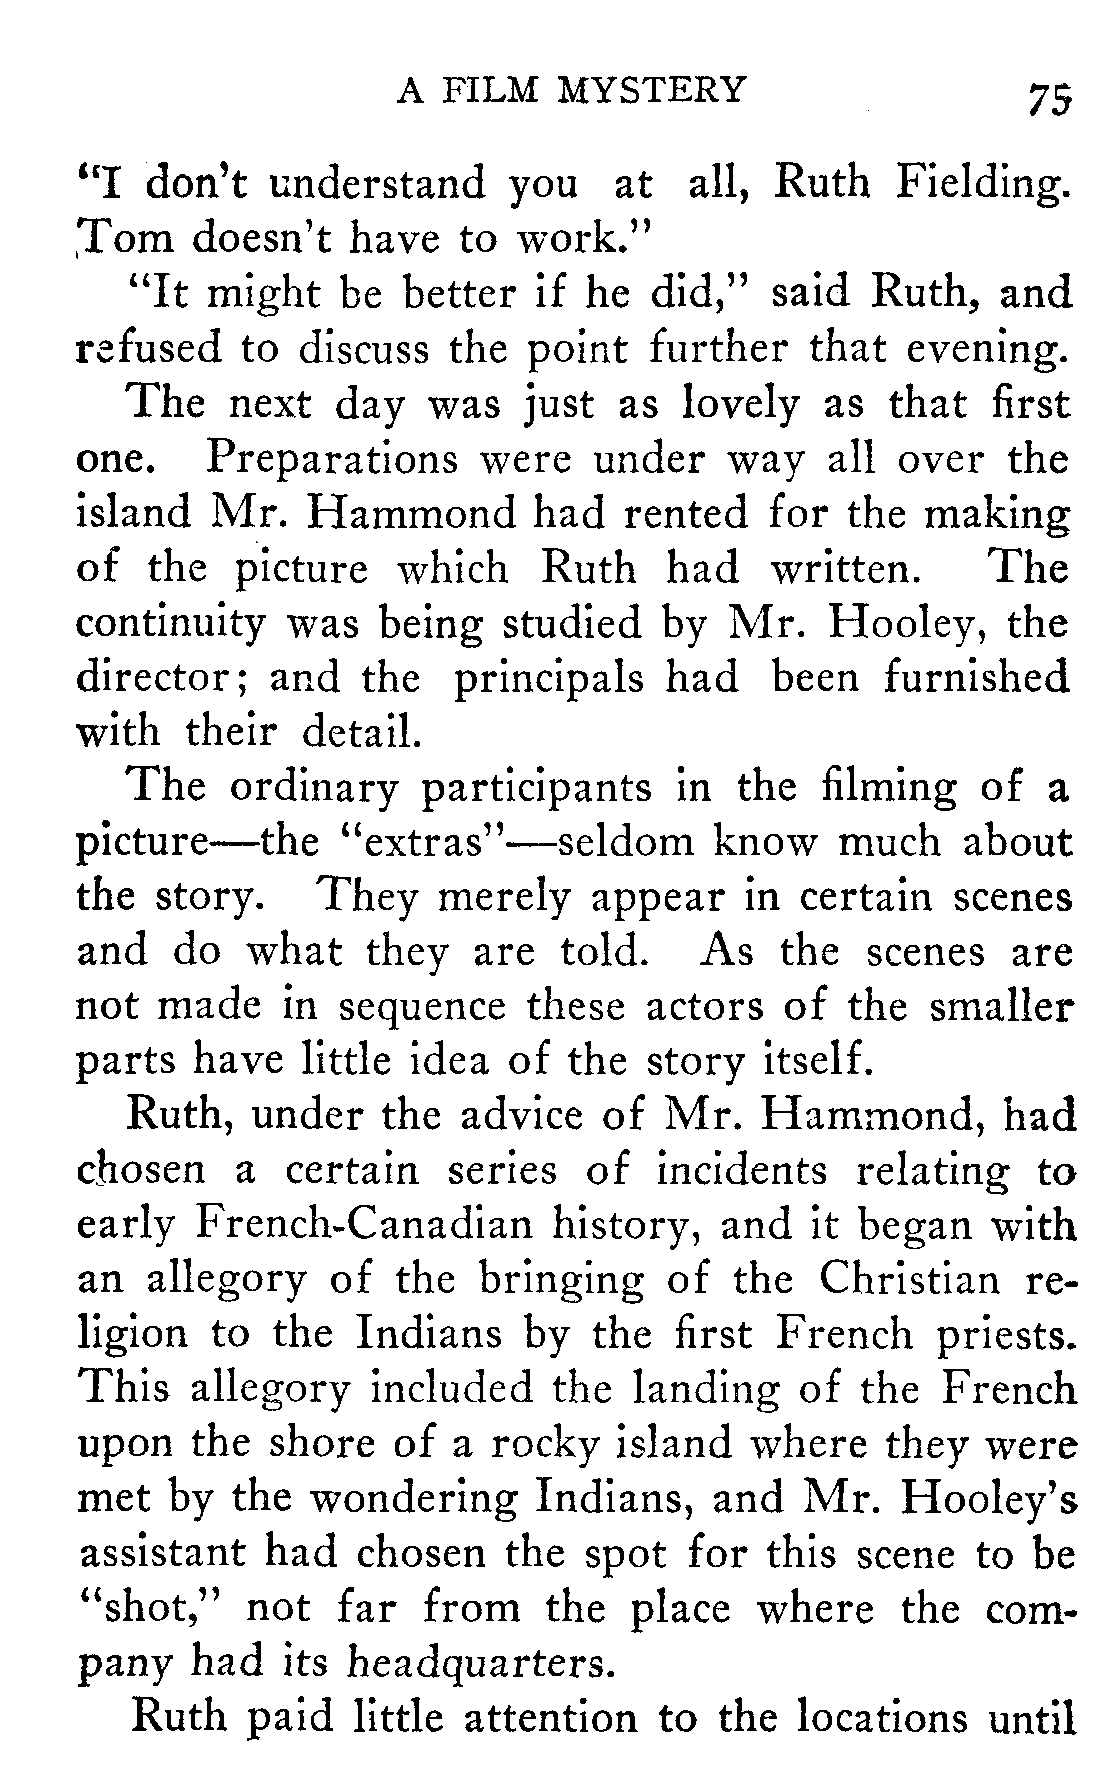 A FILM MYSTERY 75
“I don’t understand you at all, Ruth Fielding.
Tom doesn’t have to work.”
“It might be better if he did,” said Ruth, and
refused to discuss the point further that evening.
The next day was just as lovely as that first
one. Preparations were under way all over the
island Mr. Hammond had rented for the making
of the picture which Ruth had written. The
continuity was being studied by Mr. Hooley, the
director; and the principals had been furnished
with their detail.
The ordinary participants in the filming of a
picture—the “extras”—seldom know much about
the story. They merely appear in certain scenes
and do what they are told. As the scenes are
not made in sequence these actors of the smaller
parts have little idea of the story itself.
Ruth, under the advice of Mr. Hammond, had
chosen a certain series of incidents relating to
early French-Canadian history, and it began with
an allegory of the bringing of the Christian re-
ligion to the Indians by the first French priests.
This allegory included the landing of the French
upon the shore of a rocky island where they were
met by the wondering Indians, and Mr. Hooley’s
assistant had chosen the spot for this scene to be
“shot,” not far from the place where the com-
pany had its headquarters.
Ruth paid little attention to the locations until